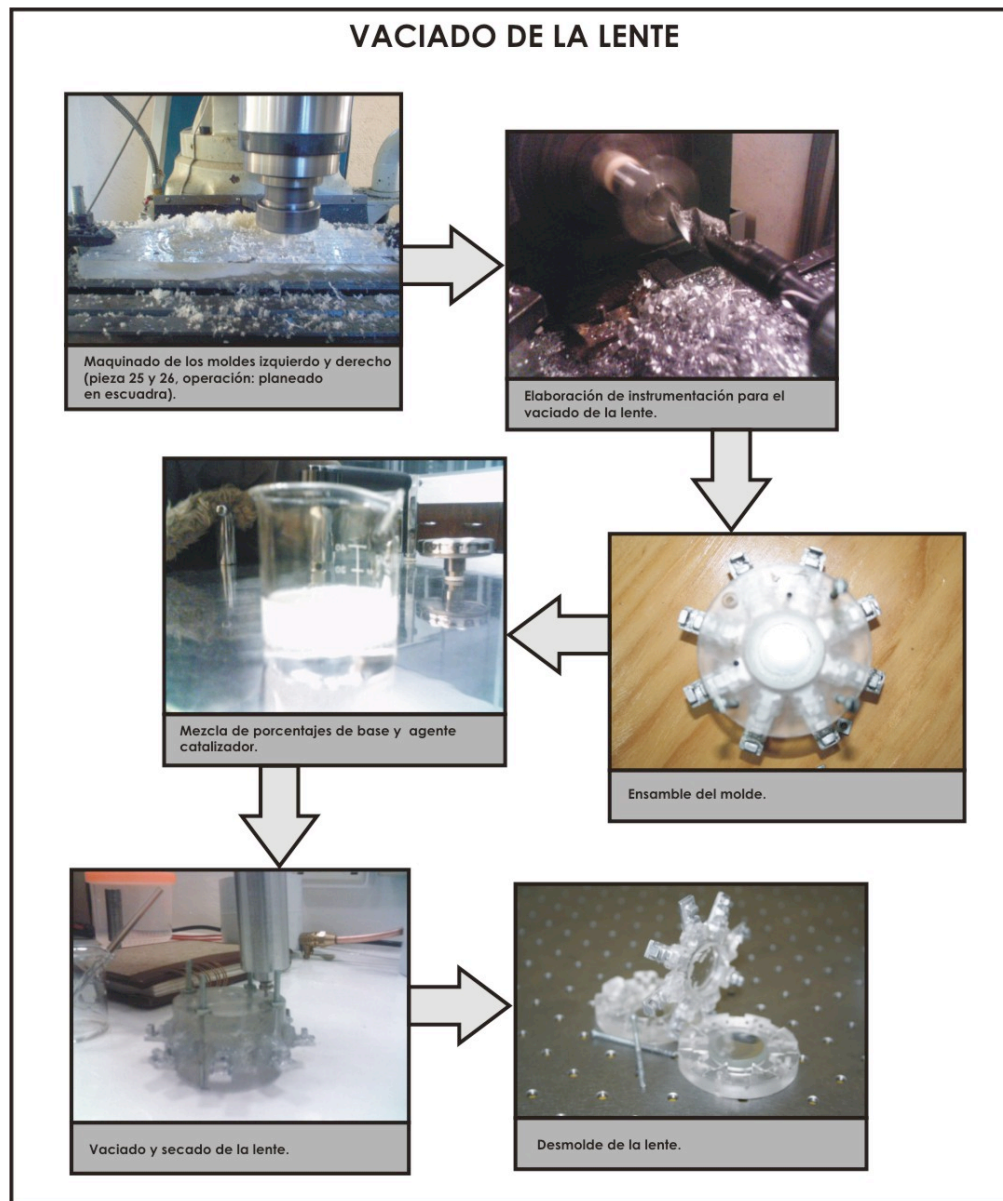 VACIADO DE LA LENTE
Maquinado de los moldes izquierdo y derecho
(pieza 25 y 26, operación: planeado
en escuadra).
Elaboración de instrumentación para el
vaciado de la lente.
Ensamble del molde.
Mezcla de porcentajes de base y agente
catalizador.
Vaciado y secado de la lente.
Desmolde de la lente.